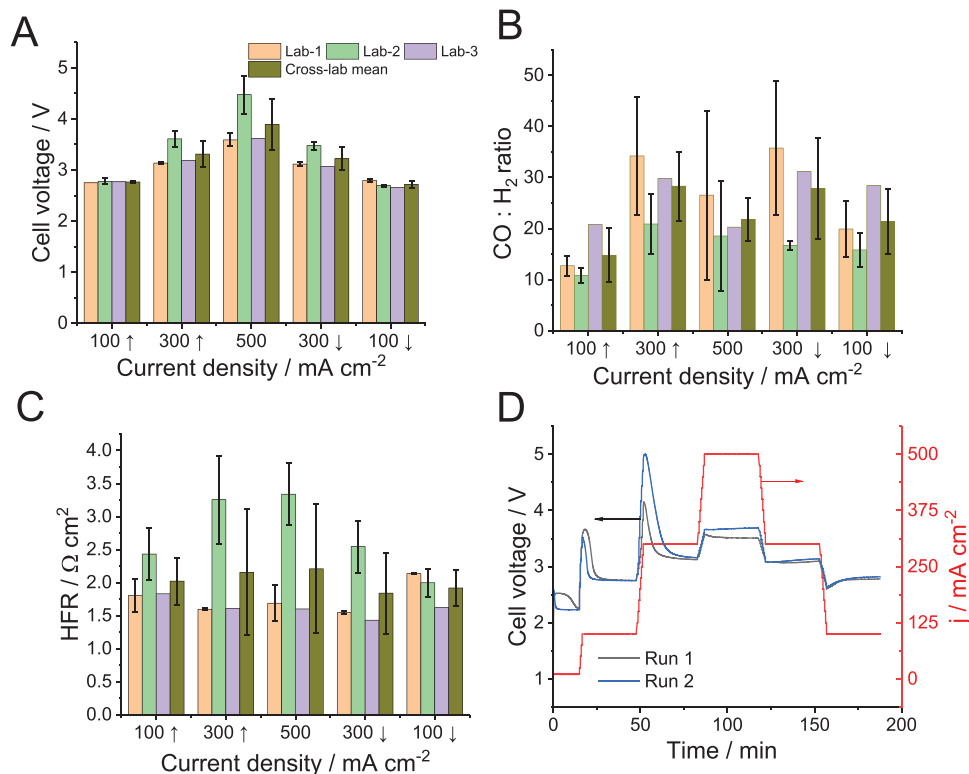 A
Lab-1 Lab-2 Lab-3
Cross-lab mean
5
4
3
2
1
0
Cell voltage / V
100 ↑ 300 ↑ 500 300 ↓ 100 ↓
Current density / mA cm-2
B
50
40
30
20
10
0
CO : H2 ratio
100 ↑ 300 ↑ 500 300 ↓ 100 ↓
Current density / mA cm-2
C
4.0
3.5
3.0
2.5
2.0
1.5
1.0
0.5
0.0
HFR / Ω cm2
100 ↑ 300 ↑ 500 300 ↓ 100 ↓
Current density / mA cm-2
D
5
4
3
2
1
Cell voltage / V
500
375
300
225
100
0
j / mA cm-2
Run 1
Run 2
0 50 100 150 200
Time / min